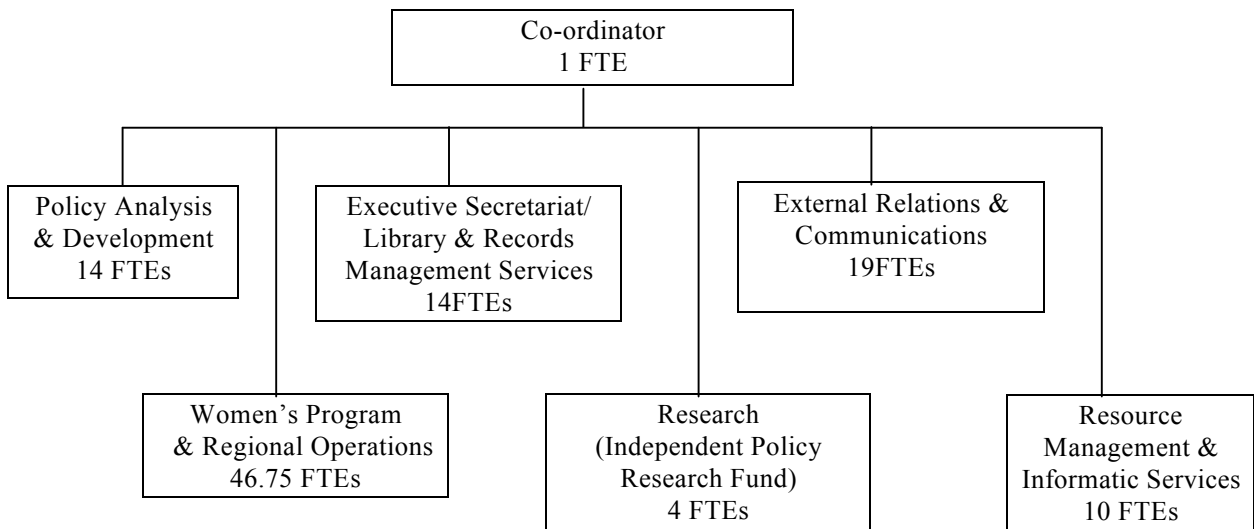 Co-ordinator
1 FTE
Policy Analysis
& Development
14 FTEs
Executive Secretariat/
Library & Records
Management Services
14FTEs
External Relations &
Communications
19FTEs
Women’s Program
& Regional Operations
46.75 FTEs
Research
(Independent Policy
Research Fund)
4 FTEs
Resource
Management &
Informatic Services
10 FTEs